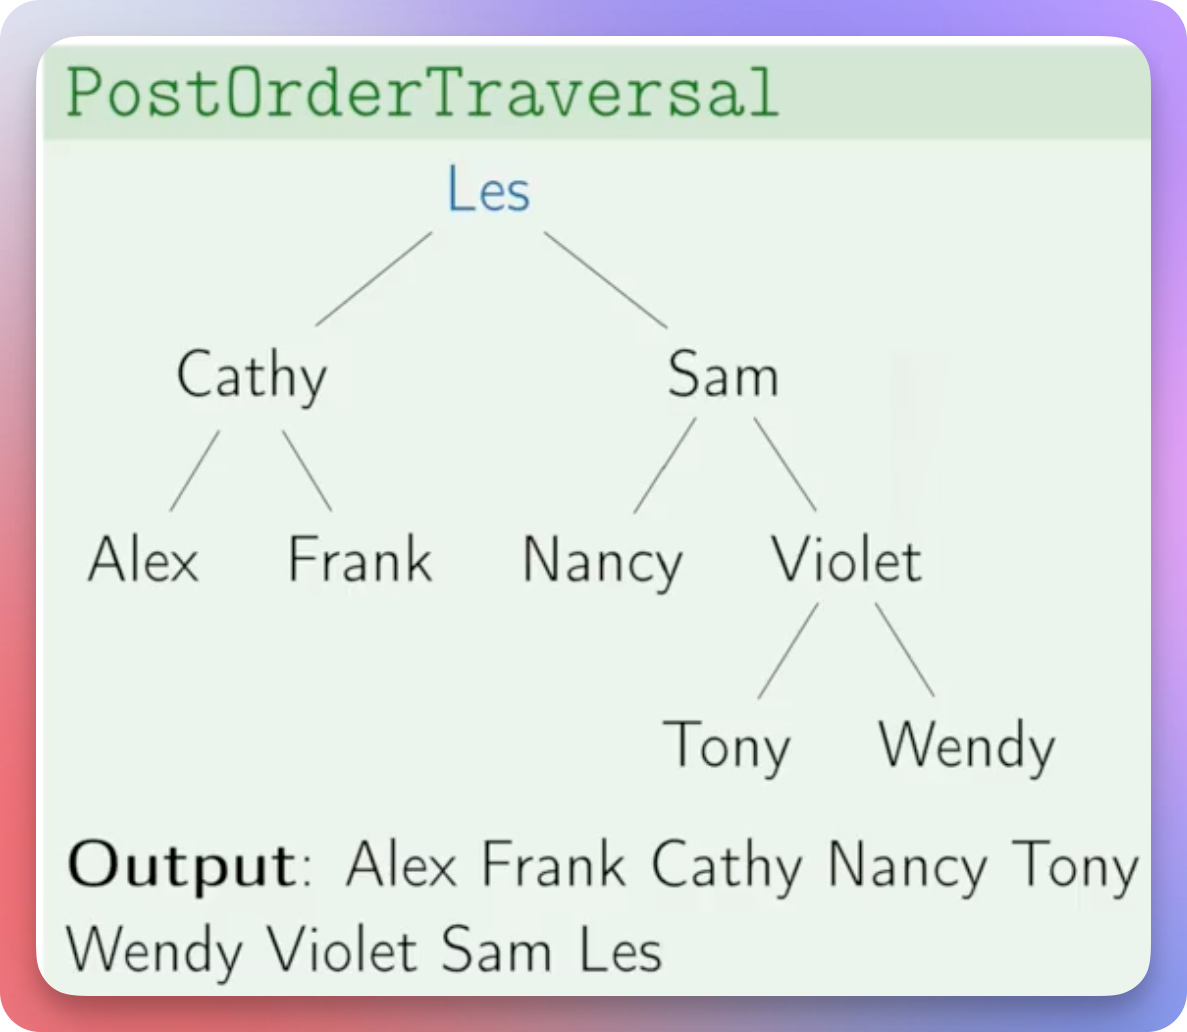 PostOrderTraversal
Les
Cathy Sam
Alex Frank Nancy Violet
Tony Wendy
Output: Alex Frank Cathy Nancy Tony
Wendy Violet Sam Les